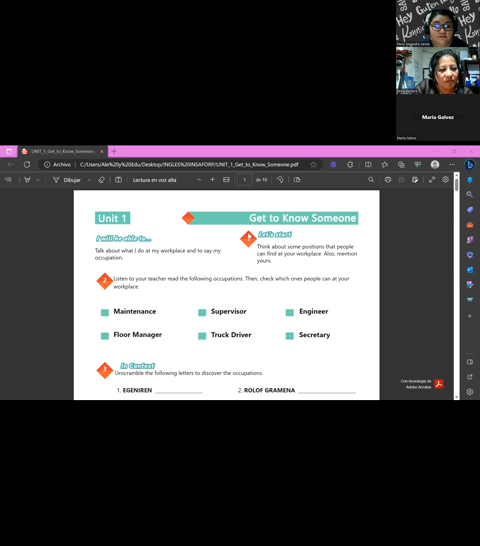 Maria Galvez
Maria Galvez
UNIT_1_Get_to_Know_Someone-
Archivo
C:/Users/Ale%20y%20Edu/Desktop/INGLES%20INSAFORP/UNIT_1_Get_to_Know_Someone.pdf
Dibujar
Lectura en voz alta
1
de 10
Unit 1
Get to Know Someone
I will be able to...
Talk about what I do at my workplace and to say my
occupation.
1
Let's start
Think about some positions that people
can find at your workplace. Also, mention
yours.
2
Listen to your teacher read the following occupations. Then, check which ones people can at your
workplace.
Maintenance
Supervisor
Engineer
Floor Manager
Truck Driver
Secretary
3
In Context
Unscramble the following letters to discover the occupations.
1. EGENIREN
2. ROLOF GRAMENA
Con tecnología de
Adobe Acrobat